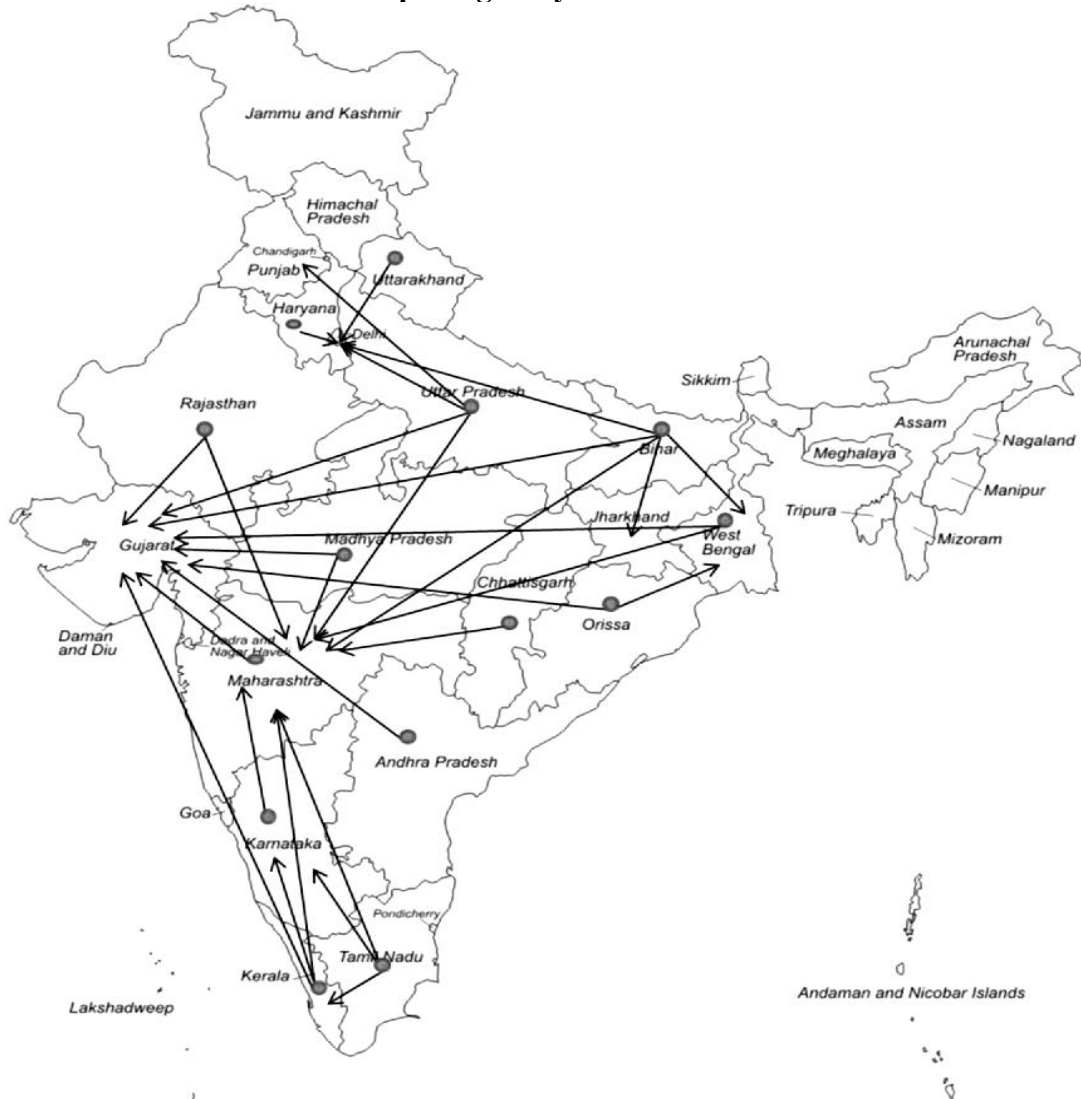 Jammu and Kashmir
Himachal
Pradesh
Chandigarh
Punjab
Uttarakhand
Haryana
Delhi
Arunachal
Pradesh
Sikkim
Uttar Pradesh
Rajasthan
Assam
Nagaland
Bihar
Meghalaya
Manipur
Tripura
Jharkhand
West
Bengal
Mizoram
Gujarat
Madhya Pradesh
Chhattisgarh
Orissa
Daman
and Diu
Dadra and
Nagar Haveli
Maharashtra
Andhra Pradesh
Goa
Karnataka
Pondicherry
Tamil Nadu
Kerala
Lakshadweep
Andaman and Nicobar Islands